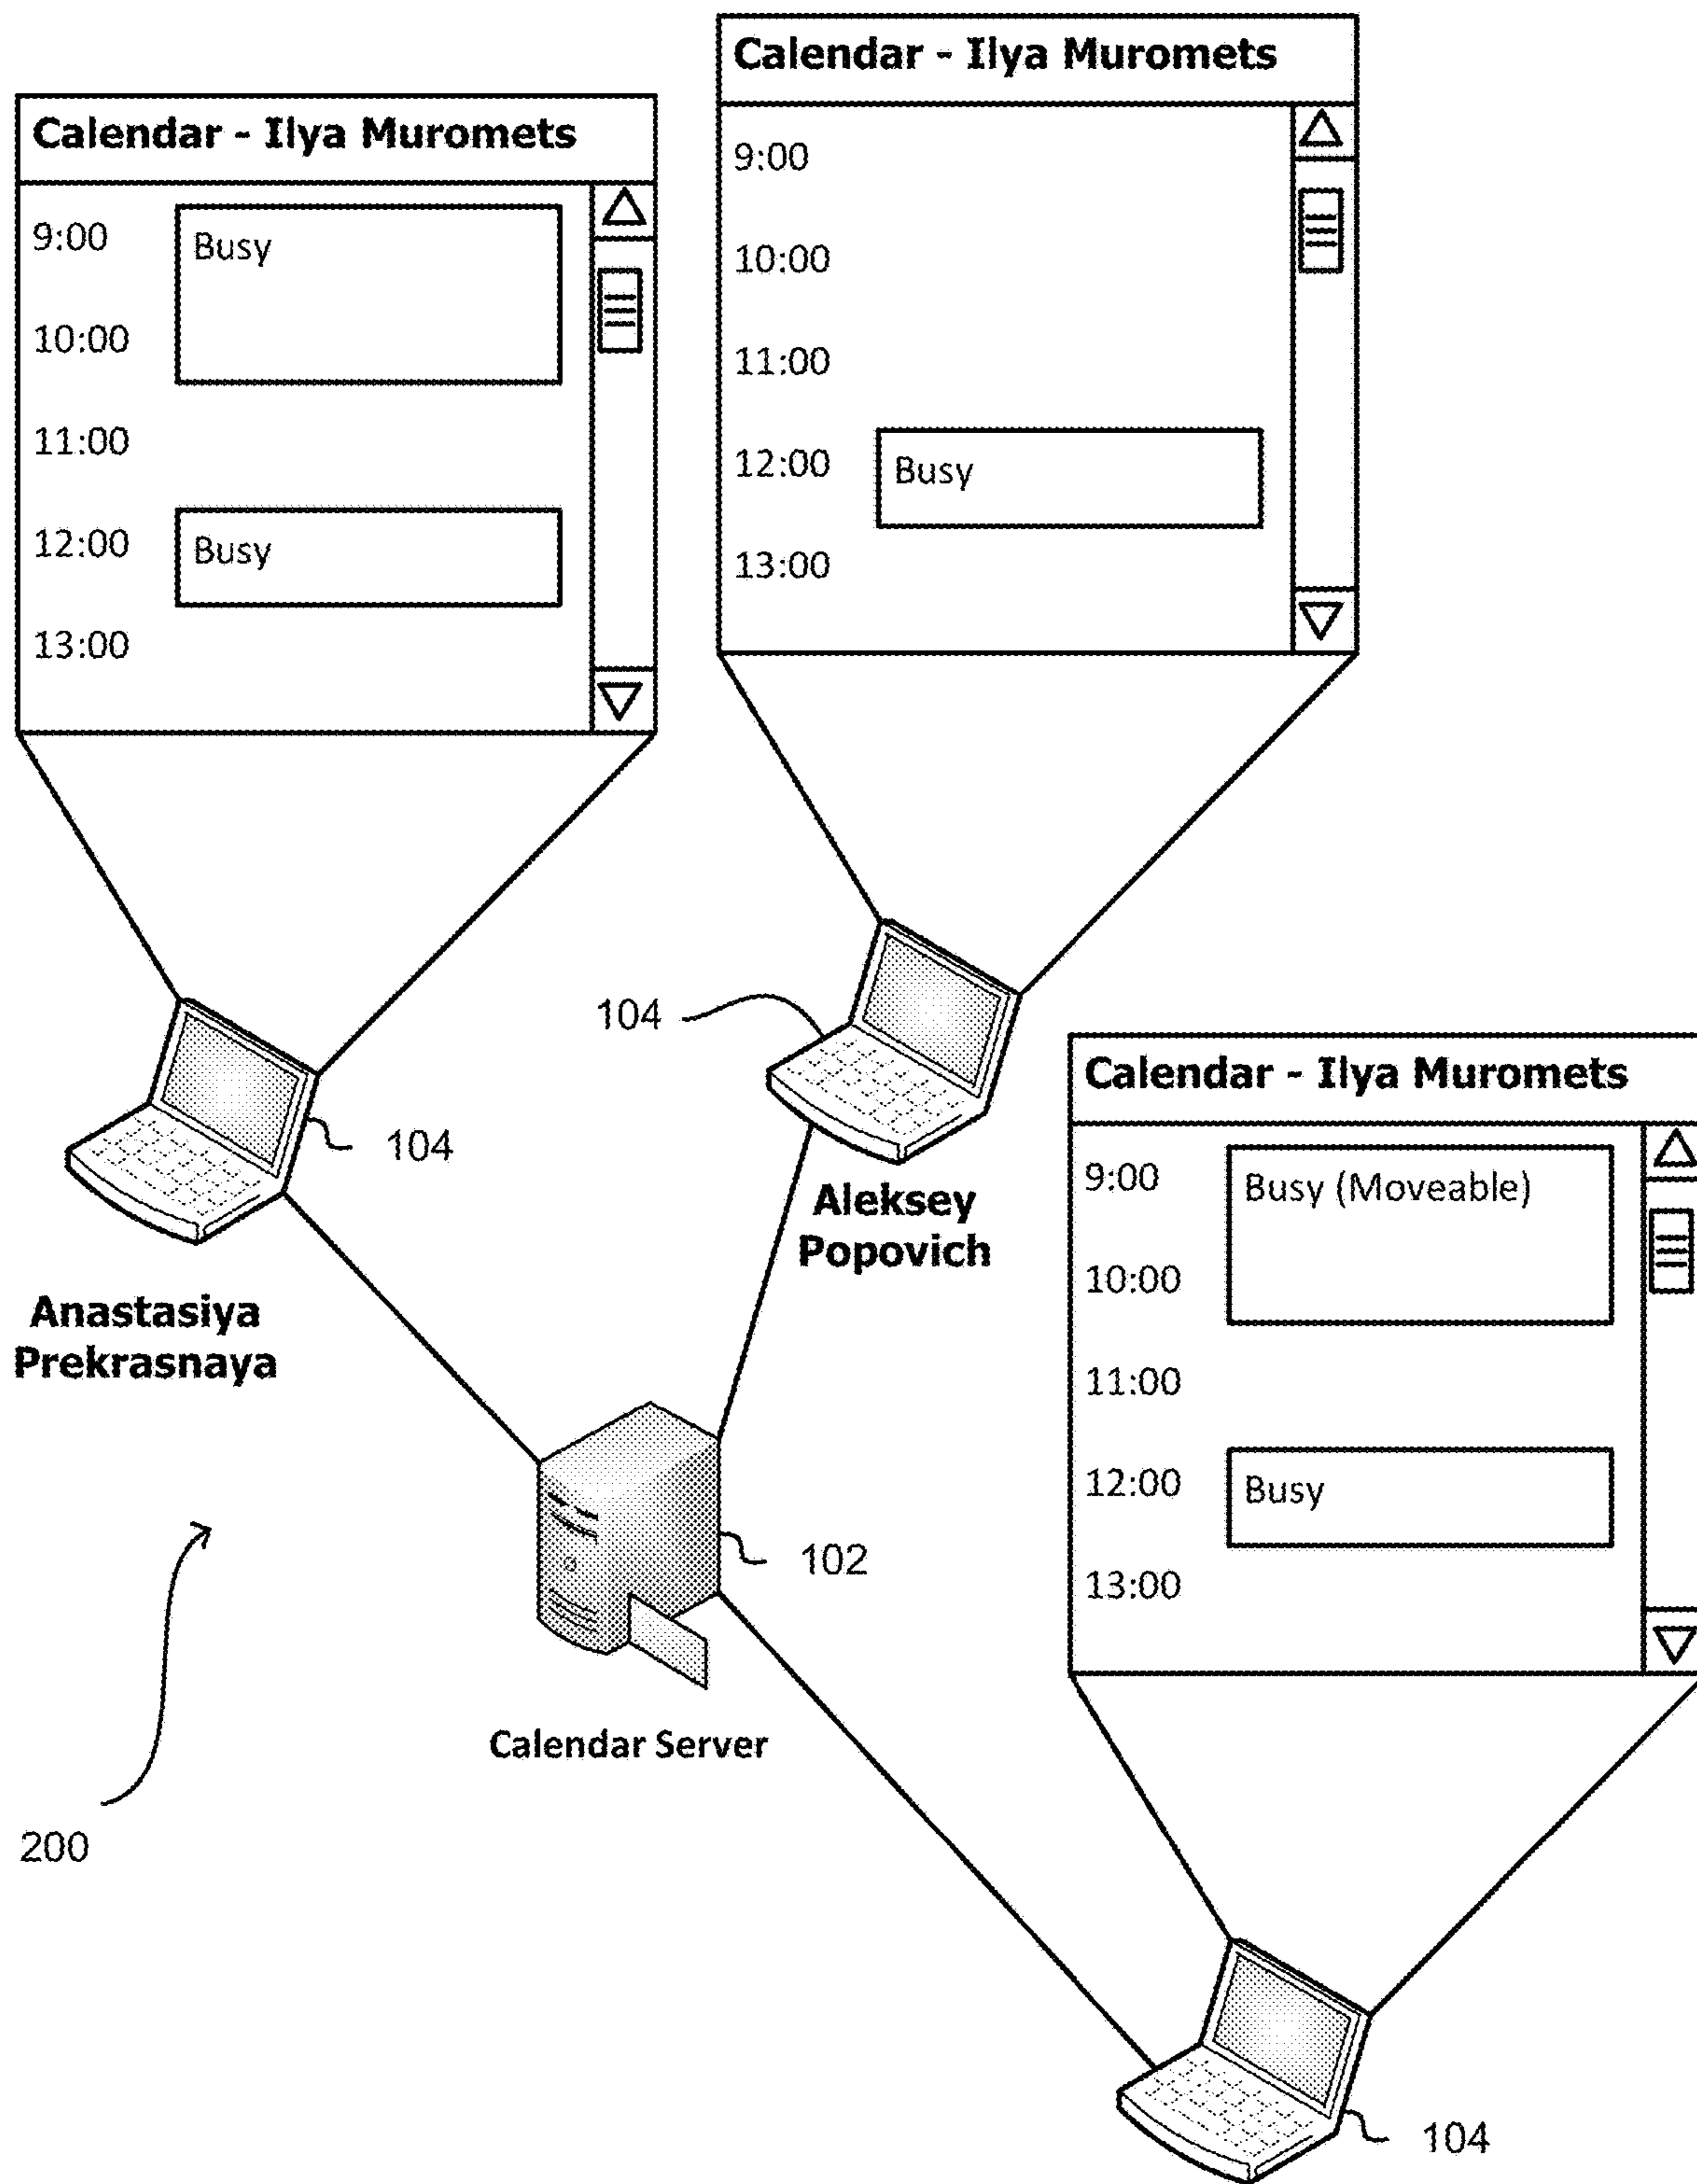 Calendar - Ilya Muromets
9:00
Busy
10:00
11:00
12:00
Busy
13:00
Calendar - Ilya Muromets
9:00
10:00
11:00
12:00
Busy
13:00
104
104
Anastasiya
Prekrasnaya
Aleksey
Popovich
Calendar - Ilya Muromets
9:00
Busy (Moveable)
10:00
11:00
12:00
Busy
13:00
102
Calendar Server
200
104